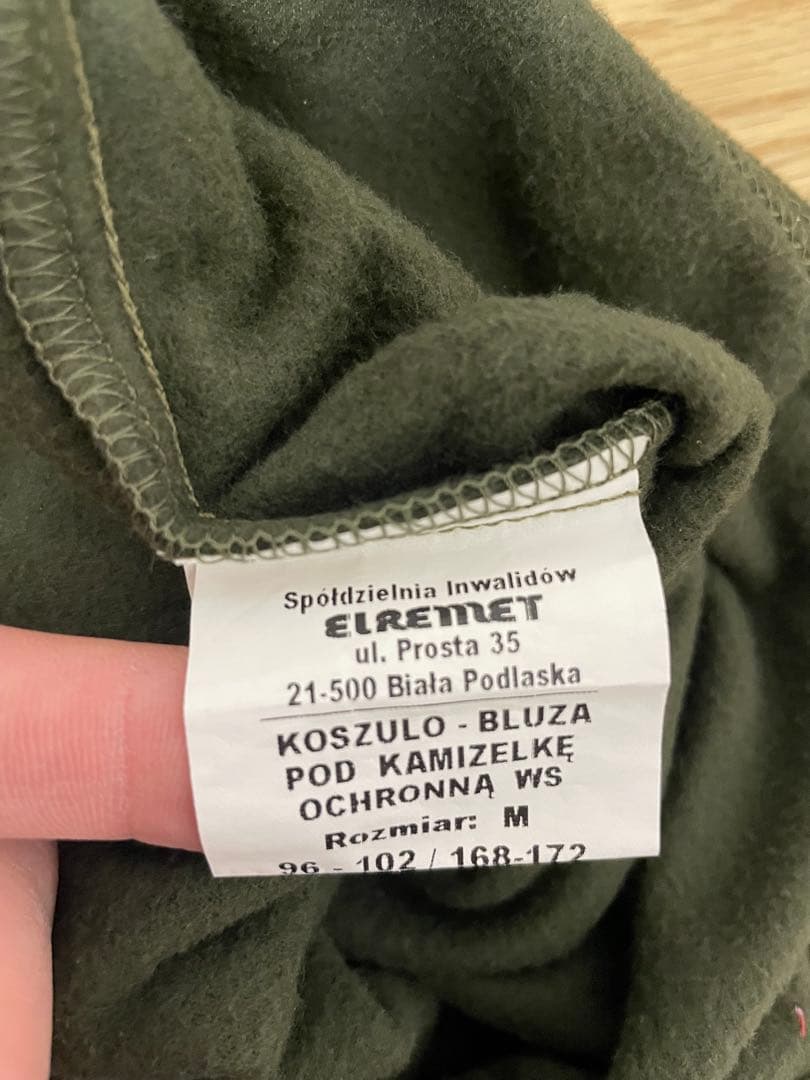 Spółdzielnia Inwalidów
ELREMET
ul. Prosta 35
21-500 Biała Podlaska
KOSZULO - BLUZA
POD KAMIZELKĘ
OCHRONNĄ WS
Rozmiar: M
96 - 102 / 168-172